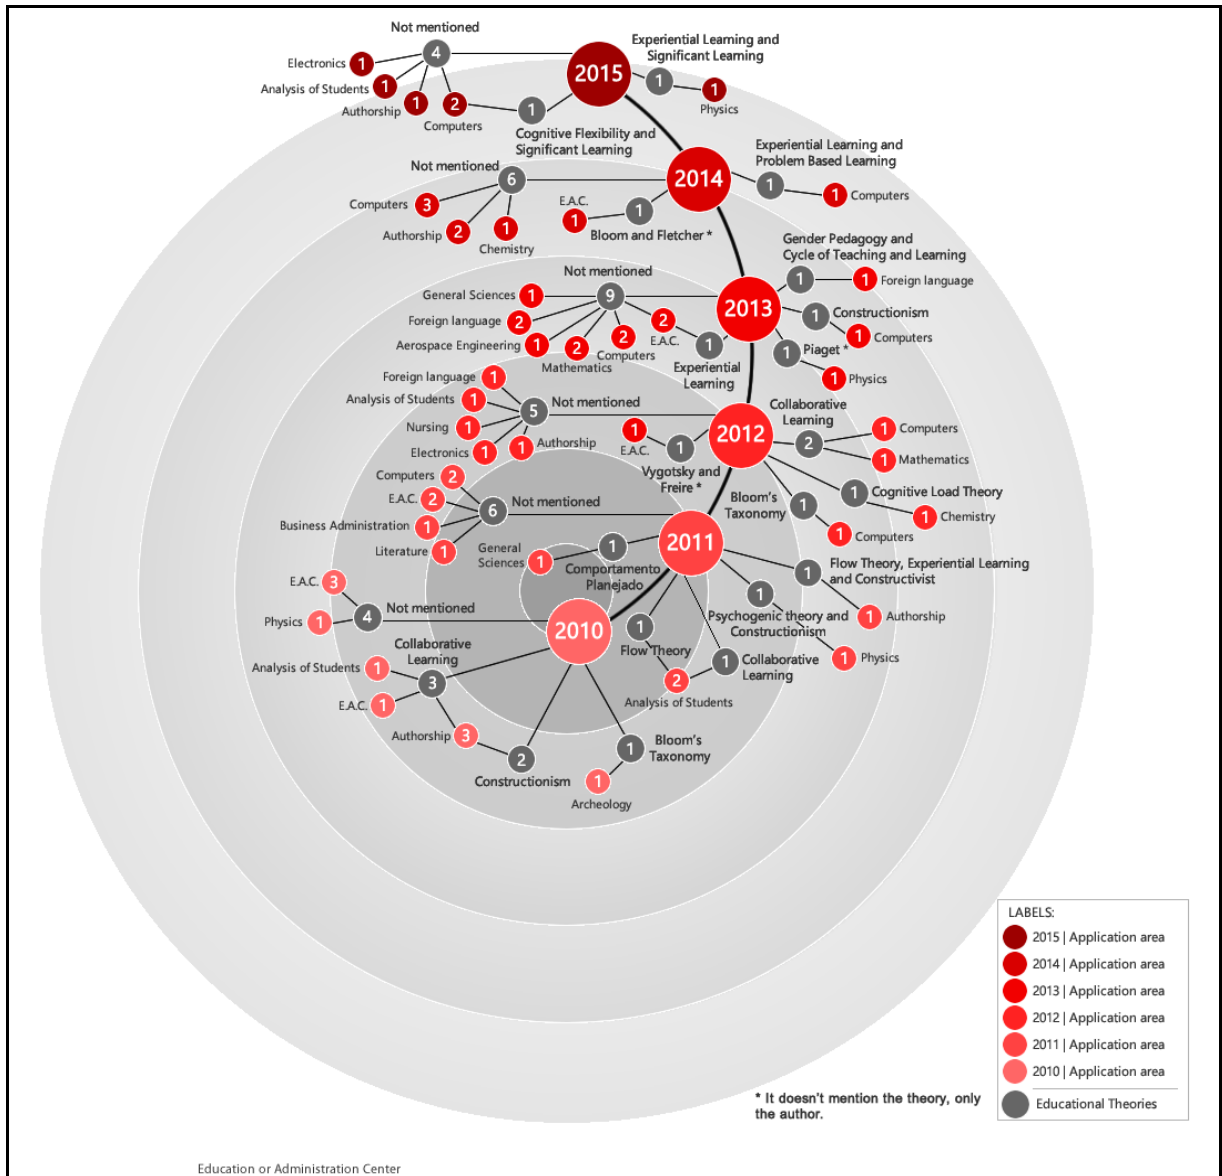 Not mentioned
4
Electronics
1
Analysis of Students
1
Authorship
1
2
Computers
2015
Experiential Learning and
Significant Learning
1
1
Physics
1
Cognitive Flexibility and
Significant Learning
Not mentioned
6
Computers
3
Authorship
2
1
Chemistry
2014
E.A.C.
1
1
Bloom and Fletcher *
Experiential Learning and
Problem Based Learning
1
1
Computers
Not mentioned
9
General Sciences
1
Foreign language
2
Aerospace Engineering
1
2
Mathematics
2
Computers
2
E.A.C.
1
Experiential
Learning
2013
Gender Pedagogy and
Cycle of Teaching and Learning
1
1
Foreign language
1
Constructionism
1
Computers
1
Piaget *
1
Physics
Foreign language
1
Analysis of Students
1
Nursing
1
Electronics
1
1
Authorship
5
Not mentioned
2012
1
E.A.C.
1
Vygotsky and
Freire *
Collaborative
Learning
2
1
Computers
1
Mathematics
1
Cognitive Load Theory
1
Chemistry
Bloom's
Taxonomy
1
1
Computers
Computers
2
E.A.C.
2
Business Administration
1
Literature
1
6
Not mentioned
2011
General
Sciences
1
1
Comportamento
Planejado
1
Flow Theory, Experiential Learning
and Constructivist
1
Authorship
1
Psychogenic theory and
Constructionism
1
Physics
1
Flow Theory
1
Collaborative
Learning
2
Analysis of Students
E.A.C.
3
Physics
1
4
Not mentioned
2010
Collaborative
Learning
3
Analysis of Students
1
E.A.C.
1
Authorship
3
2
Constructionism
1
Bloom's
Taxonomy
1
Archeology
LABELS:
2015 | Application area
2014 | Application area
2013 | Application area
2012 | Application area
2011 | Application area
2010 | Application area
Educational Theories
* It doesn't mention the theory, only
the author.
Education or Administration Center